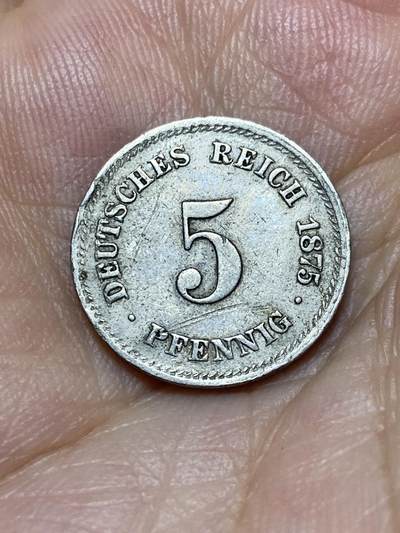 DEUTSCHES REICH 1875
5
· PFENNIG ·